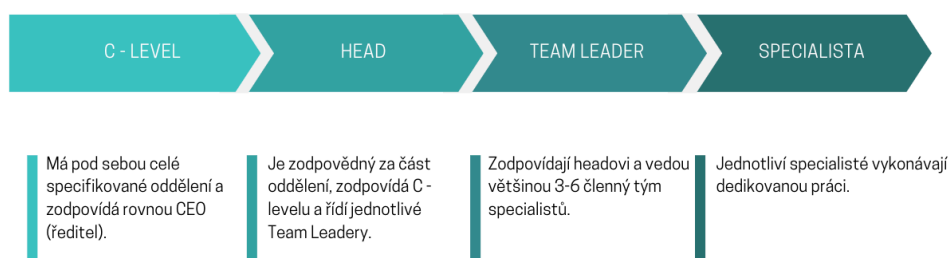 C - LEVEL
HEAD
TEAM LEADER
SPECIALISTA
Má pod sebou celé
specifikované oddělení a
zodpovídá rovnou CEO
(ředitel).
Je zodpovědný za část
oddělení, zodpovídá C -
levelu a řídí jednotlivé
Team Leadery.
Zodpovídají headovi a vedou
většinou 3-6 členný tým
specialistů.
Jednotliví specialisté vykonávají
dedikovanou práci.